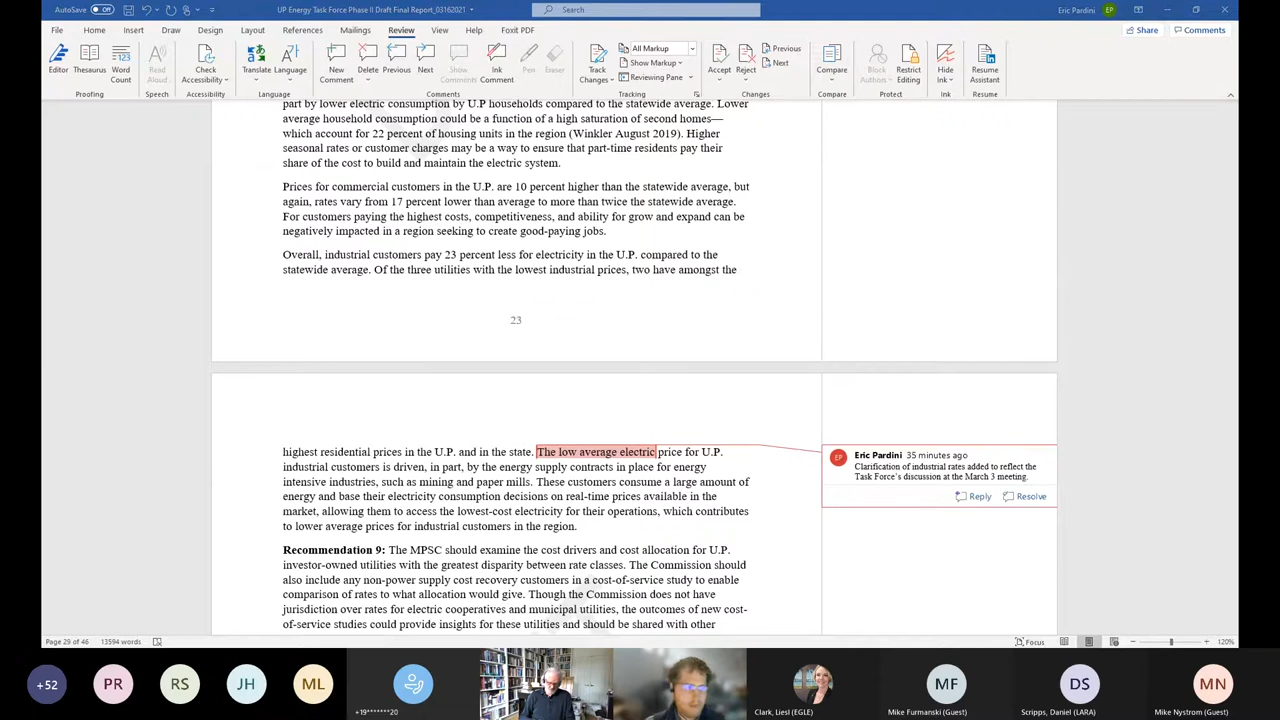 AutoSave Off
UP Energy Task Force Phase II Draft Final Report_03162021
Search
Eric Pardini
EP
File Home Insert Draw Design Layout References Mailings Review View Help Foxit PDF
Share Comments
Editor Thesaurus Word Count
Proofing
Read Aloud
Speech
Check Accessibility
Accessibility
Translate Language
Language
New Comment Delete Previous Next Show Comments Ink Comment Pen Eraser
Comments
Track Changes
All Markup
Show Markup
Reviewing Pane
Tracking
Accept Reject Previous
Next
Changes
Compare
Compare
Block Authors Restrict Editing
Protect
Hide Ink
Ink
Resume Assistant
Resume
part by lower electric consumption by U.P households compared to the statewide average. Lower
average household consumption could be a function of a high saturation of second homes—
which account for 22 percent of housing units in the region (Winkler August 2019). Higher
seasonal rates or customer charges may be a way to ensure that part-time residents pay their
share of the cost to build and maintain the electric system.
Prices for commercial customers in the U.P. are 10 percent higher than the statewide average, but
again, rates vary from 17 percent lower than average to more than twice the statewide average.
For customers paying the highest costs, competitiveness, and ability for grow and expand can be
negatively impacted in a region seeking to create good-paying jobs.
Overall, industrial customers pay 23 percent less for electricity in the U.P. compared to the
statewide average. Of the three utilities with the lowest industrial prices, two have amongst the
23
highest residential prices in the U.P. and in the state. The low average electric price for U.P.
industrial customers is driven, in part, by the energy supply contracts in place for energy
intensive industries, such as mining and paper mills. These customers consume a large amount of
energy and base their electricity consumption decisions on real-time prices available in the
market, allowing them to access the lowest-cost electricity for their operations, which contributes
to lower average prices for industrial customers in the region.
Recommendation 9: The MPSC should examine the cost drivers and cost allocation for U.P.
investor-owned utilities with the greatest disparity between rate classes. The Commission should
also include any non-power supply cost recovery customers in a cost-of-service study to enable
comparison of rates to what allocation would give. Though the Commission does not have
jurisdiction over rates for electric cooperatives and municipal utilities, the outcomes of new cost-
of-service studies could provide insights for these utilities and should be shared with other
EP
Eric Pardini 35 minutes ago
Clarification of industrial rates added to reflect the
Task Force's discussion at the March 3 meeting.
Reply Resolve
Page 29 of 46 13594 words
Focus
120%
+52
PR
RS
JH
ML
+19*******20
Clark, Liesl (EGLE)
MF
Mike Furmanski (Guest)
DS
Scripps, Daniel (LARA)
MN
Mike Nystrom (Guest)